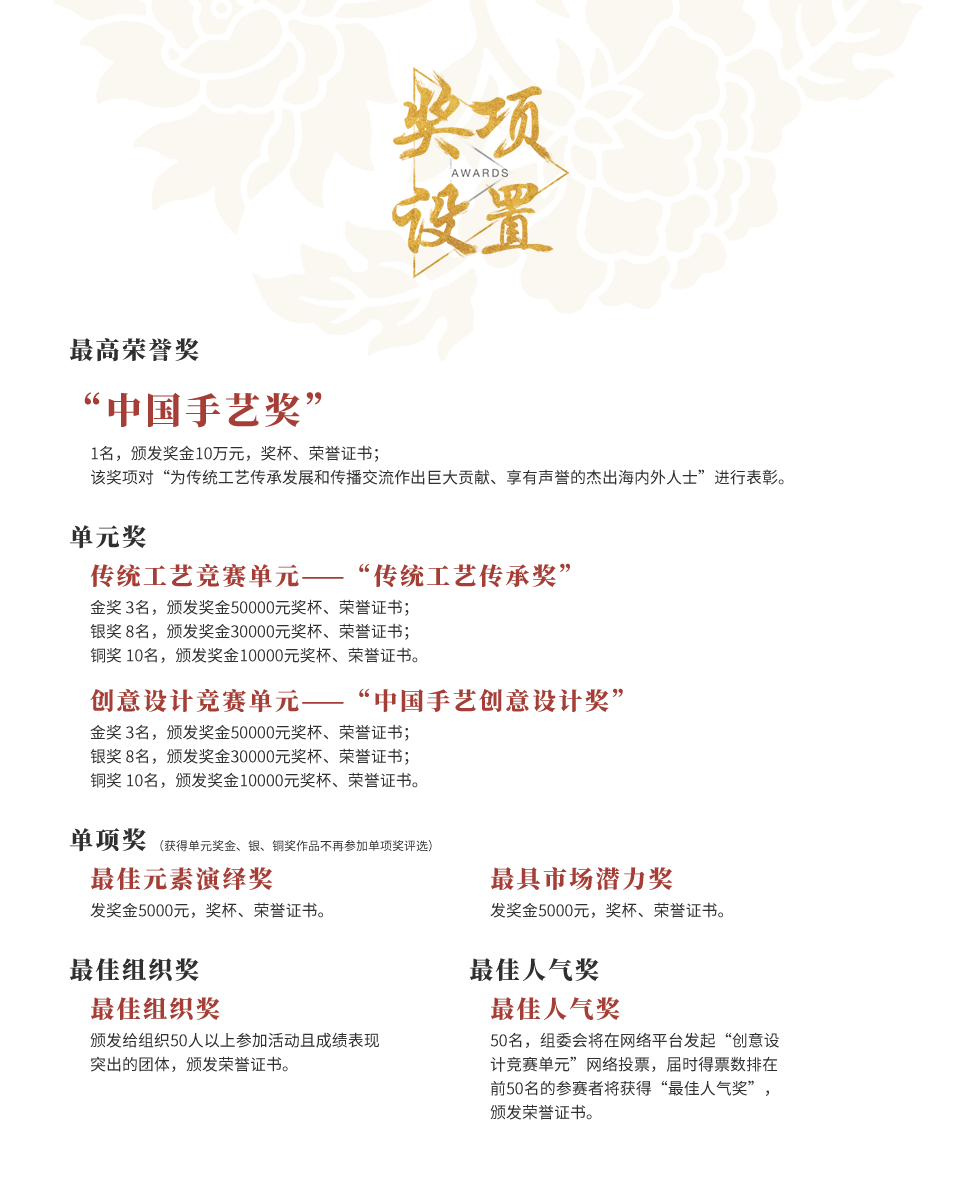 奖项
AWARDS
设置
最高荣誉奖
“中国手艺奖”
1名，颁发奖金10万元，奖杯、荣誉证书；
该奖项对“为传统工艺传承发展和传播交流作出巨大贡献、享有声誉的杰出海内外人士”进行表彰。
单元奖
传统工艺竞赛单元——“传统工艺传承奖”
金奖 3名，颁发奖金50000元奖杯、荣誉证书；
银奖 8名，颁发奖金30000元奖杯、荣誉证书；
铜奖 10名，颁发奖金10000元奖杯、荣誉证书。
创意设计竞赛单元——“中国手艺创意设计奖”
金奖 3名，颁发奖金50000元奖杯、荣誉证书；
银奖 8名，颁发奖金30000元奖杯、荣誉证书；
铜奖 10名，颁发奖金10000元奖杯、荣誉证书。
单项奖（获得单元奖金、银、铜奖作品不再参加单项奖评选）
最佳元素演绎奖
发奖金5000元，奖杯、荣誉证书。
最具市场潜力奖
发奖金5000元，奖杯、荣誉证书。
最佳组织奖
最佳组织奖
颁发给组织50人以上参加活动且成绩表现
突出的团体，颁发荣誉证书。
最佳人气奖
最佳人气奖
50名，组委会将在网络平台发起“创意设
计竞赛单元”网络投票，届时得票数排在
前50名的参赛者将获得“最佳人气奖”，
颁发荣誉证书。